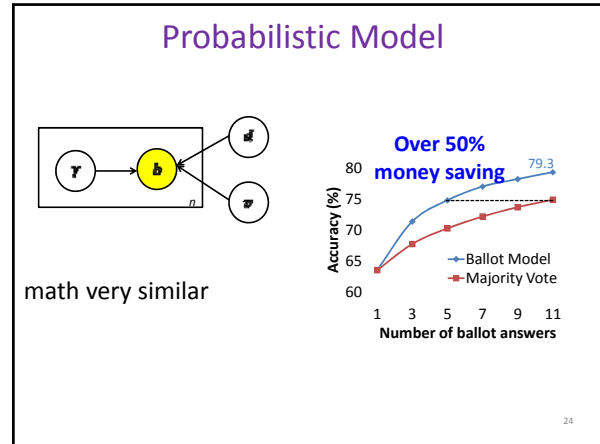 Probabilistic Model
d
γ
b
n
math very similar
Over 50%
money saving
79.3
80
75
70
65
60
Accuracy (%)
Ballot Model
Majority Vote
1 3 5 7 9 11
Number of ballot answers
24